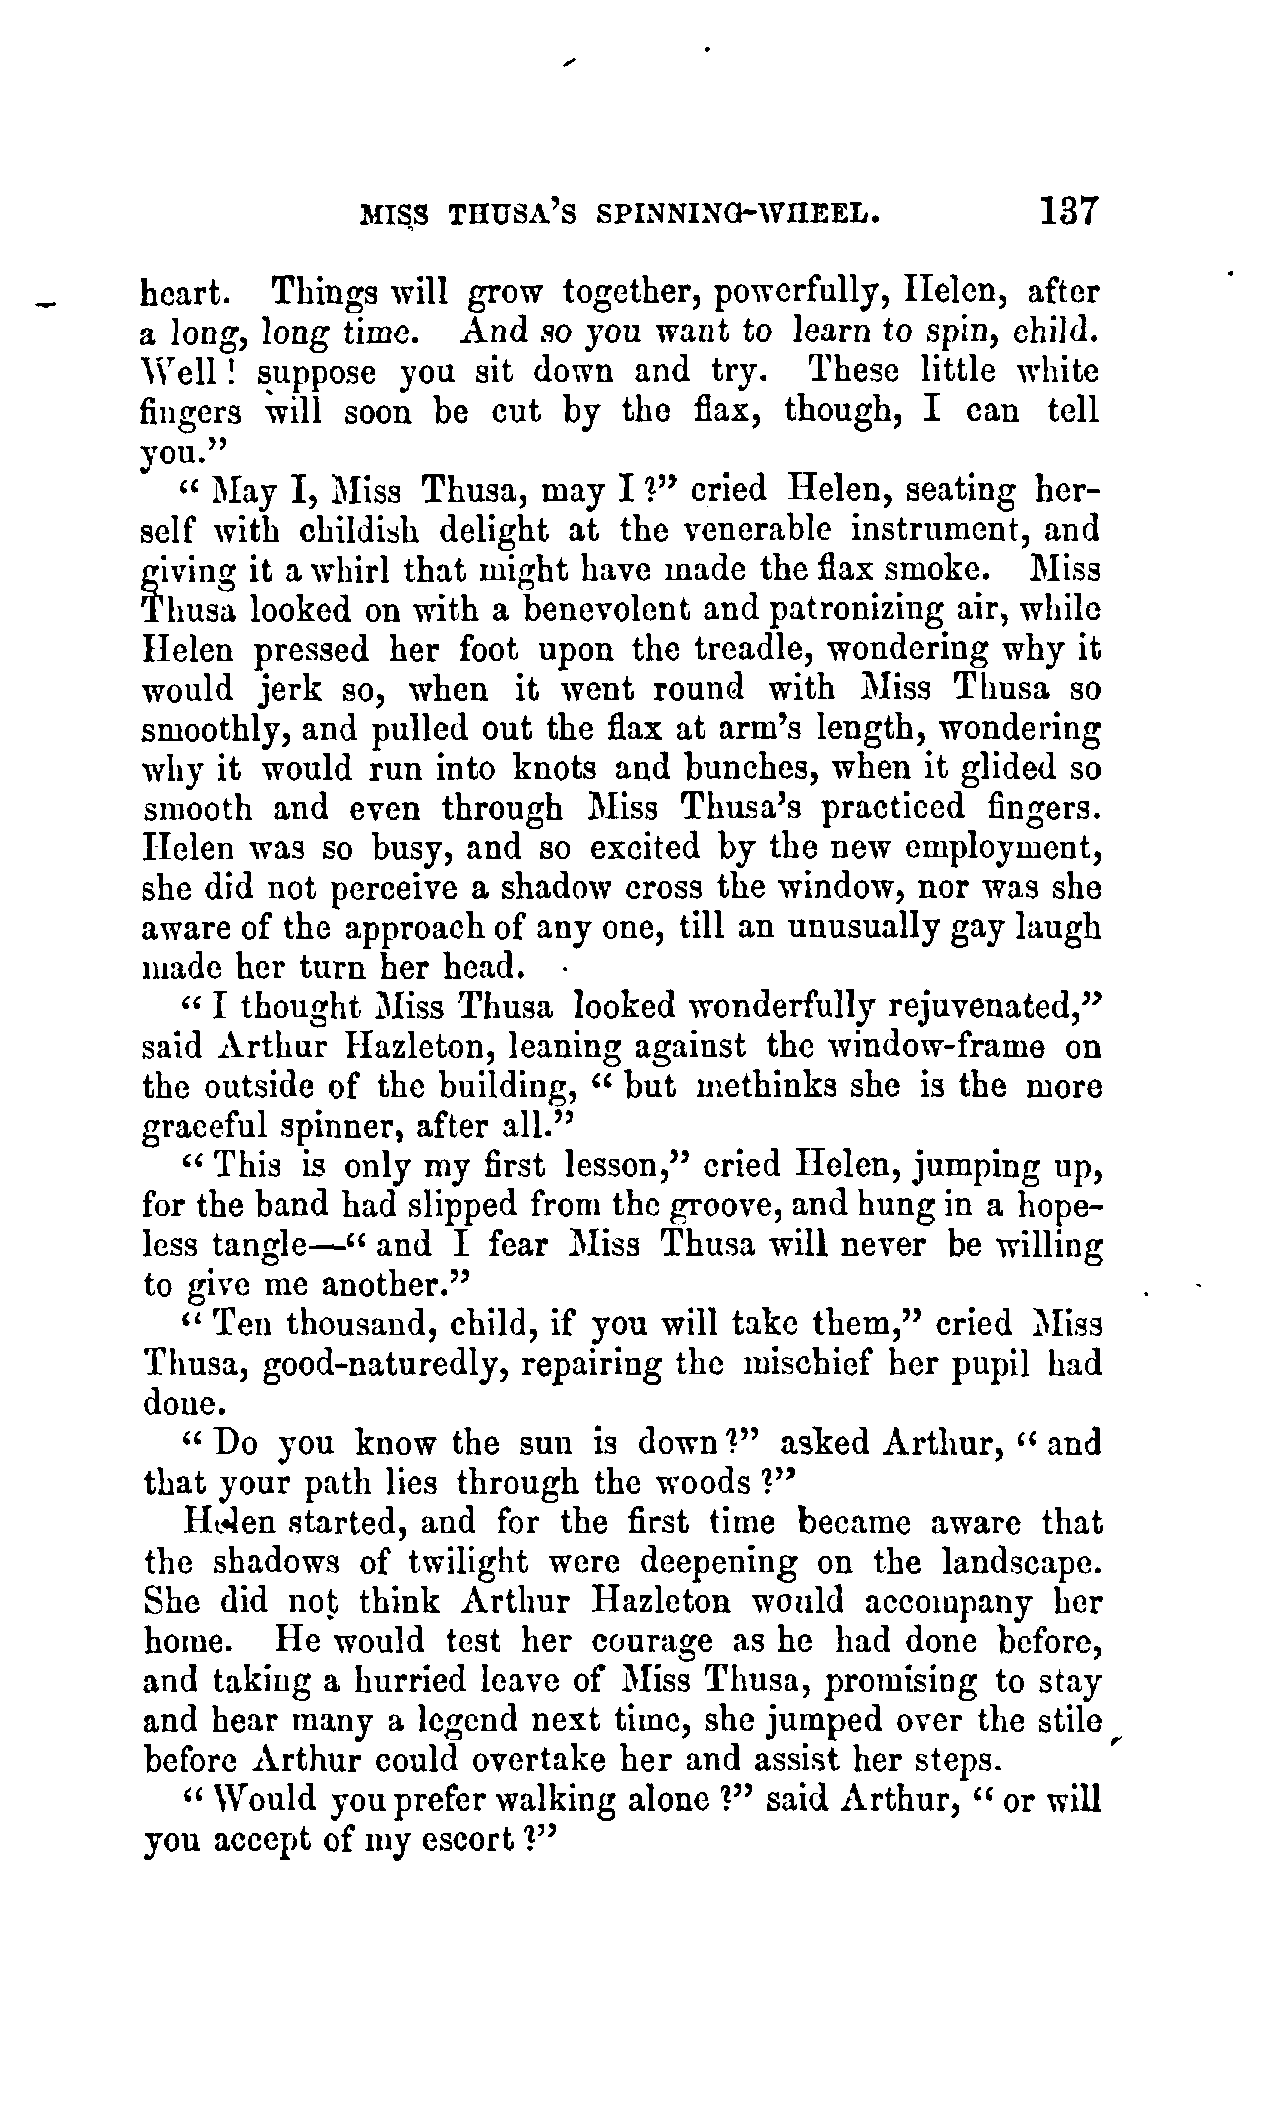 MISS THUSA'S SPINNING-WHEEL. 137
heart. Things will grow together, powerfully, Helen, after
a long, long time. And so you want to learn to spin, child.
Well! suppose you sit down and try. These little white
fingers will soon be cut by the flax, though, I can tell
you."
"May I, Miss Thusa, may I?" cried Helen, seating her-
self with childish delight at the venerable instrument, and
giving it a whirl that might have made the flax smoke. Miss
Thusa looked on with a benevolent and patronizing air, while
Helen pressed her foot upon the treadle, wondering why it
would jerk so, when it went round with Miss Thusa so
smoothly, and pulled out the flax at arm's length, wondering
why it would run into knots and bunches, when it glided so
smooth and even through Miss Thusa's practiced fingers.
Helen was so busy, and so excited by the new employment,
she did not perceive a shadow cross the window, nor was she
aware of the approach of any one, till an unusually gay laugh
made her turn her head.
"I thought Miss Thusa looked wonderfully rejuvenated,"
said Arthur Hazleton, leaning against the window-frame on
the outside of the building, "but methinks she is the more
graceful spinner, after all."
"This is only my first lesson," cried Helen, jumping up,
for the band had slipped from the groove, and hung in a hope-
less tangle—"and I fear Miss Thusa will never be willing
to give me another."
"Ten thousand, child, if you will take them," cried Miss
Thusa, good-naturedly, repairing the mischief her pupil had
done.
"Do you know the sun is down?" asked Arthur, "and
that your path lies through the woods?"
Helen started, and for the first time became aware that
the shadows of twilight were deepening on the landscape.
She did not think Arthur Hazleton would accompany her
home. He would test her courage as he had done before,
and taking a hurried leave of Miss Thusa, promising to stay
and hear many a legend next time, she jumped over the stile
before Arthur could overtake her and assist her steps.
"Would you prefer walking alone?" said Arthur, "or will
you accept of my escort?"